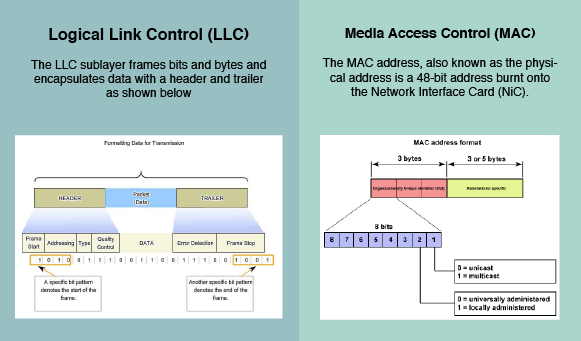 Logical Link Control (LLC)
The LLC sublayer frames bits and bytes and
encapsulates data with a header and trailer
as shown below
Formatting Data for Transmission
HEADER
Packet
(Data)
TRAILER
Frame
Start
Addressing
Type
Quality
Control
DATA
Error Detection
Frame Stop
1 0 1 0 0 1 1 1 0 0 1 1 0 0 1 1 1 0 0 1 0 0 1
A specific bit pattern
denotes the start of the
frame.
Another specific bit pattern
denotes the end of the
frame.
Media Access Control (MAC)
The MAC address, also known as the physi-
cal address is a 48-bit address burnt onto
the Network Interface Card (NiC).
MAC address format
3 bytes
3 or 5 bytes
Organizationally Unique Identifier (OUI)
Manufacturer specific
8 bits
8 7 6 5 4 3 2 1
0 = unicast
1 = multicast
0 = universally administered
1 = locally administered